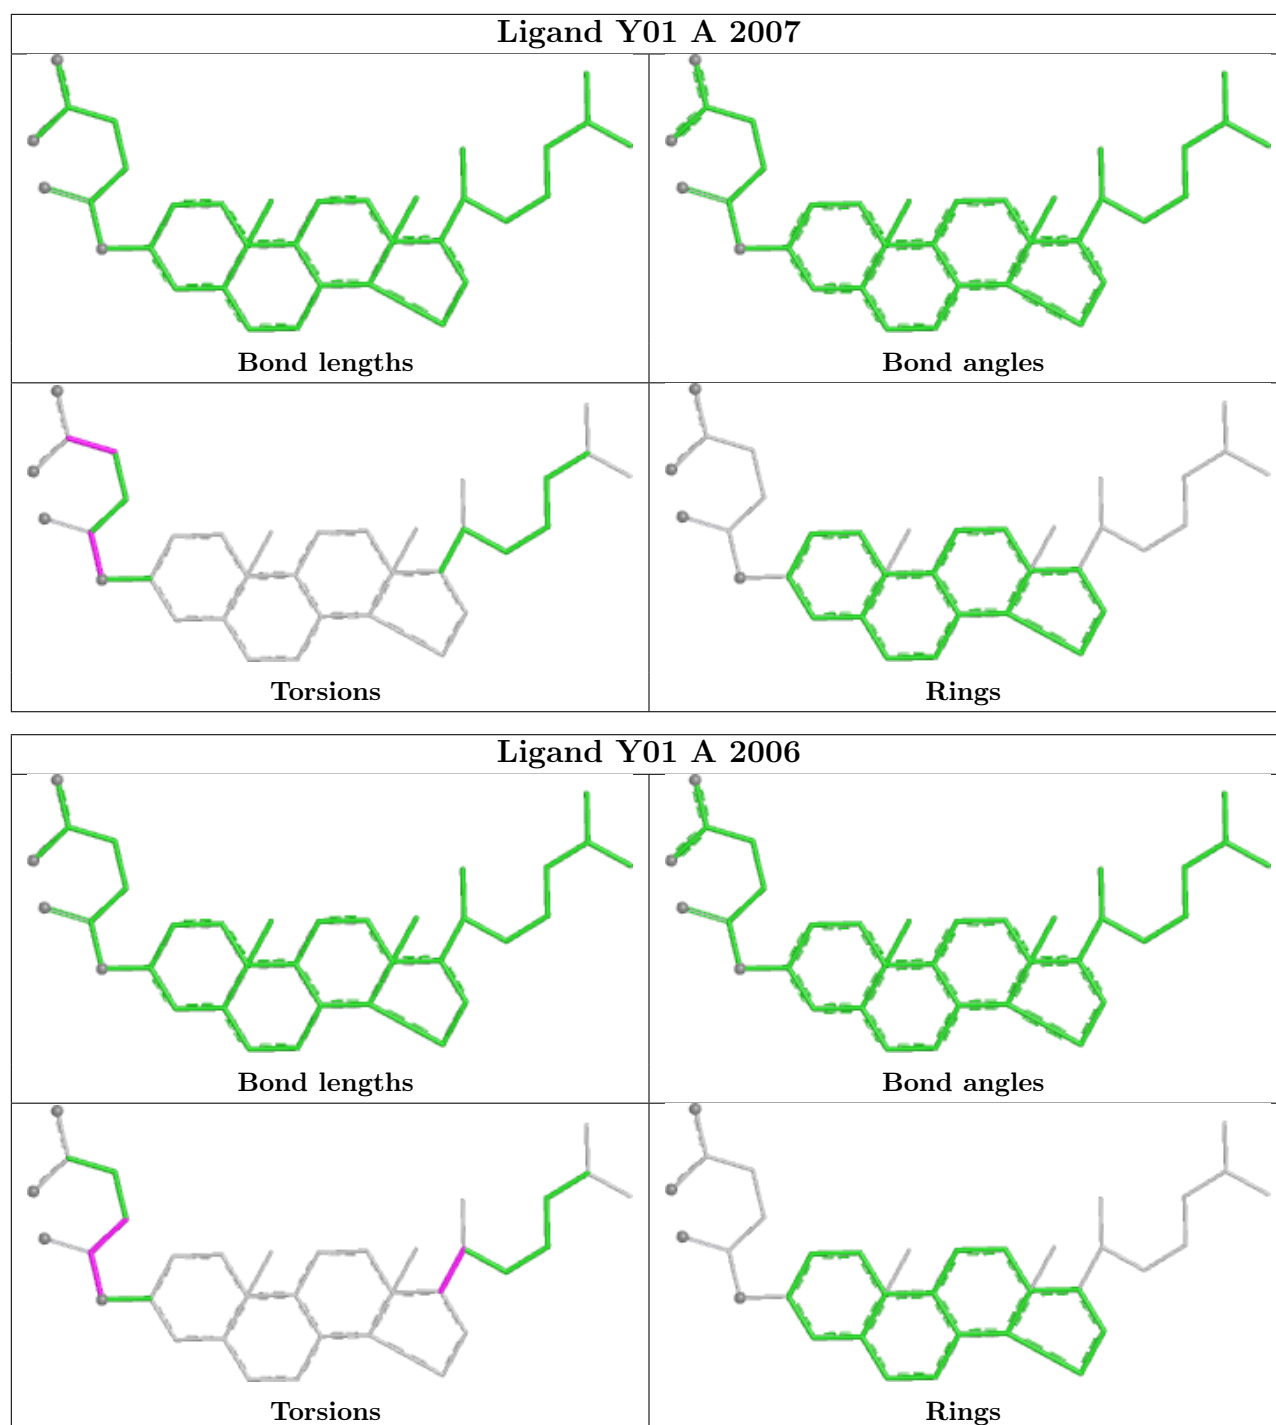 Ligand Y01 A 2007
Bond lengths
Bond angles
Torsions
Rings
Ligand Y01 A 2006
Bond lengths
Bond angles
Torsions
Rings